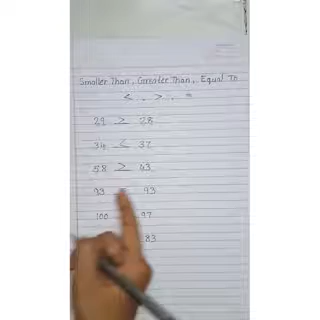 Smaller Than, Greater Than, Equal To
< , > , =
29 > 28
34 < 37
58 > 43
93 = 93
100 97
83